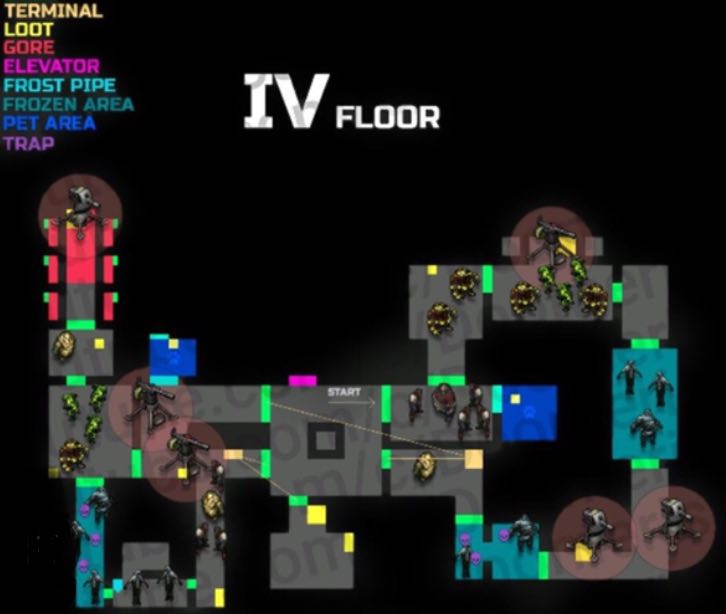 TERMINAL
LOOT
GORE
ELEVATOR
FROST PIPE
FROZEN AREA
PET AREA
TRAP
IV FLOOR
START